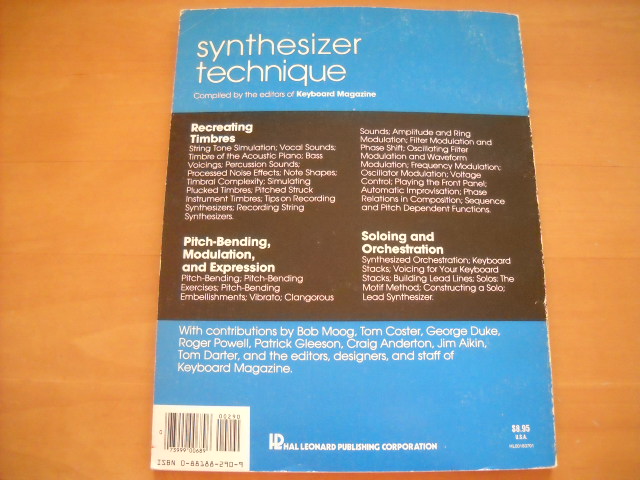 synthesizer
technique
Compiled by the editors of Keyboard Magazine
Recreating
Timbres
String Tone Simulation; Vocal Sounds;
Timbre of the Acoustic Piano; Bass
Voicings; Percussion Sounds;
Processed Noise Effects; Note Shapes;
Timbral Complexity; Simulating
Plucked Timbres; Pitched Struck
Instrument Timbres; Tips on Recording
Synthesizers; Recording String
Synthesizers.
Pitch-Bending,
Modulation,
and Expression
Pitch-Bending; Pitch-Bending
Exercises; Pitch-Bending
Embellishments; Vibrato; Clangorous
Sounds; Amplitude and Ring
Modulation; Filter Modulation and
Phase Shift; Oscillating Filter
Modulation and Waveform
Modulation; Frequency Modulation;
Oscillator Modulation; Voltage
Control; Playing the Front Panel;
Automatic Improvisation; Phase
Relations in Composition; Sequence
and Pitch Dependent Functions.
Soloing and
Orchestration
Synthesized Orchestration; Keyboard
Stacks; Voicing for Your Keyboard
Stacks; Building Lead Lines; Solos: The
Motif Method; Constructing a Solo;
Lead Synthesizer.
With contributions by Bob Moog, Tom Coster, George Duke,
Roger Powell, Patrick Gleeson, Craig Anderton, Jim Aikin,
Tom Darter, and the editors, designers, and staff of
Keyboard Magazine.
00290
0
73999 00689
ISBN 0-88188-290-9
HAL LEONARD PUBLISHING CORPORATION
$8.95
U.S.A.